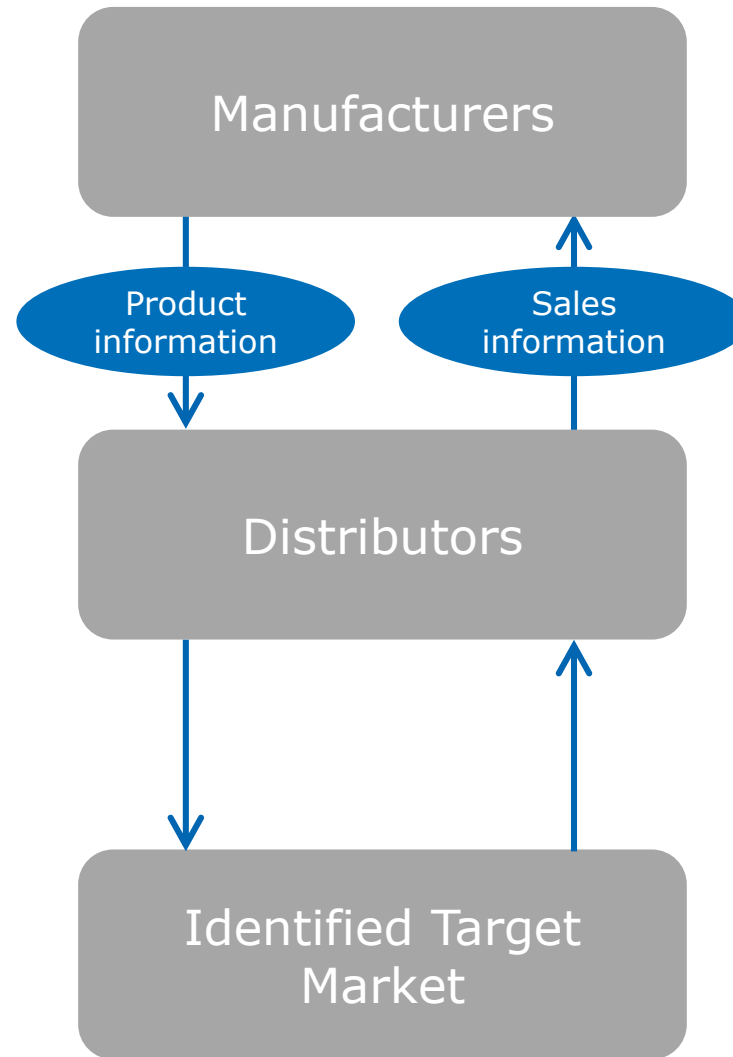 Manufacturers
Product
information
Sales
information
Distributors
Identified Target
Market